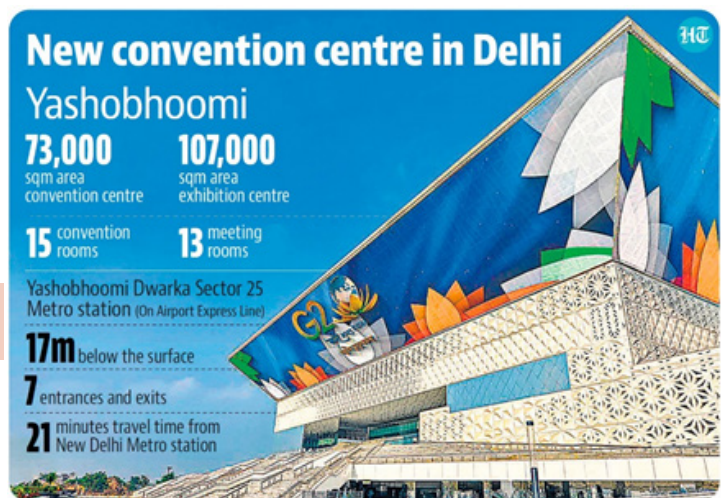 HT
New convention centre in Delhi
Yashobhoomi
73,000
sqm area
convention centre
107,000
sqm area
exhibition centre
15 convention
rooms
13 meeting
rooms
Yashobhoomi Dwarka Sector 25
Metro station (On Airport Express Line)
17m below the surface
7 entrances and exits
21 minutes travel time from
New Delhi Metro station
G2